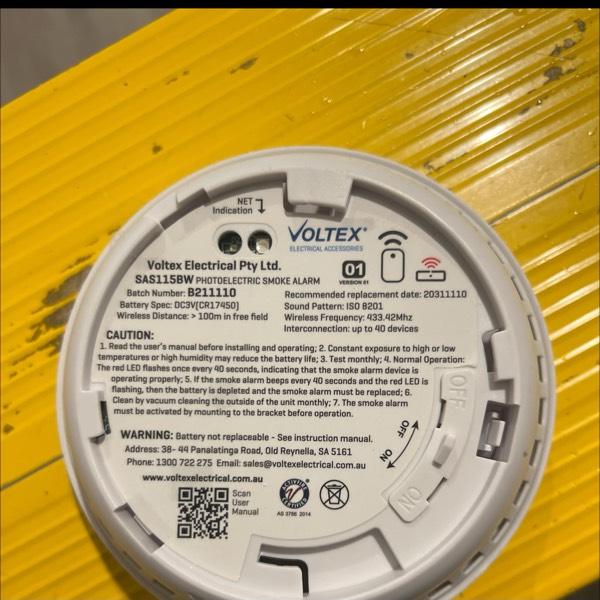 NET
Indication
VOLTEX®
ELECTRICAL ACCESSORIES
01
VERSION 01
Voltex Electrical Pty Ltd.
SAS115BW PHOTOELECTRIC SMOKE ALARM
Batch Number: B211110
Recommended replacement date: 20311110
Battery Spec: DC3V(CR17450)
Sound Pattern: ISO 8201
Wireless Distance: > 100m in free field
Wireless Frequency: 433.42Mhz
Interconnection: up to 40 devices
CAUTION:
1. Read the user's manual before installing and operating; 2. Constant exposure to high or low
temperatures or high humidity may reduce the battery life; 3. Test monthly; 4. Normal Operation:
The red LED flashes once every 40 seconds, indicating that the smoke alarm device is
operating properly; 5. If the smoke alarm beeps every 40 seconds and the red LED is
flashing, then the battery is depleted and the smoke alarm must be replaced; 6.
Clean by vacuum cleaning the outside of the unit monthly; 7. The smoke alarm
must be activated by mounting to the bracket before operation.
OFF
OFF
ON
ON
WARNING: Battery not replaceable - See instruction manual.
Address: 38- 44 Panalatinga Road, Old Reynella, SA 5161
Phone: 1300 722 275 Email: sales@voltexelectrical.com.au
www.voltexelectrical.com.au
Scan
User
Manual
ACTIVFIRE
CERTIFIED
AS 3786 2014